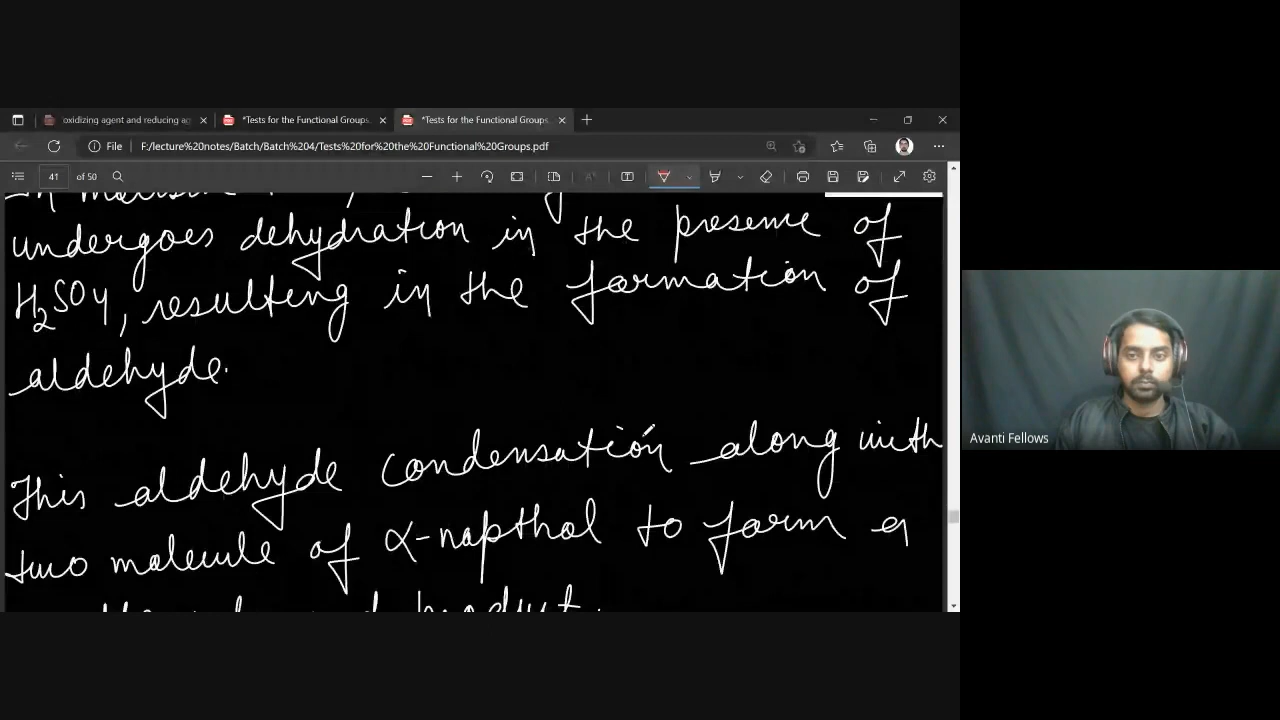 oxidizing agent and reducing ag
*Tests for the Functional Groups.
*Tests for the Functional Groups.
File
F:/lecture%20notes/Batch/Batch%204/Tests%20for%20the%20Functional%20Groups.pdf
41 of 50
undergoes dehydration in the presence of
H2SO4, resulting in the formation of
aldehyde.
This aldehyde condensation along with
two molecule of α-napthol to form a
product.
Avanti Fellows